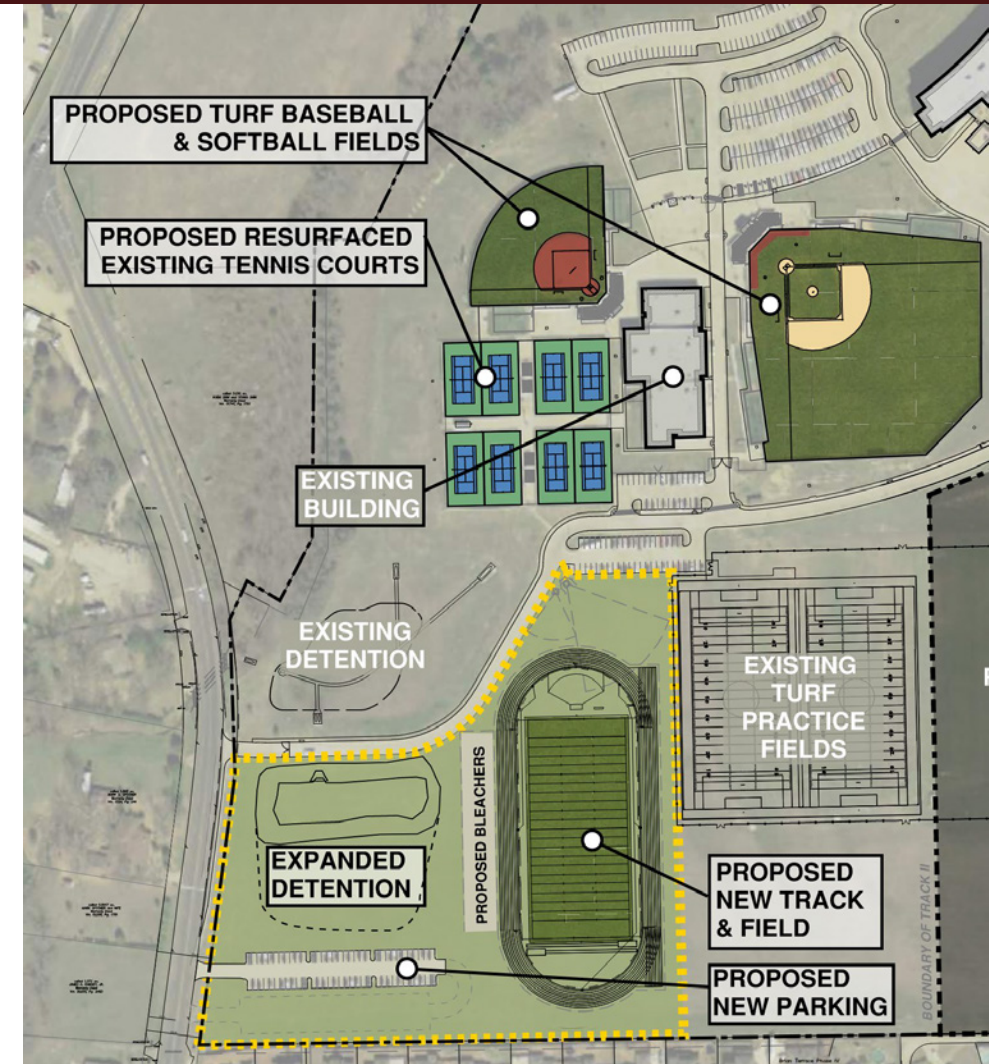 PROPOSED TURF BASEBALL
& SOFTBALL FIELDS
PROPOSED RESURFACED
EXISTING TENNIS COURTS
EXISTING
BUILDING
EXISTING
DETENTION
EXISTING
TURF
PRACTICE
FIELDS
PROPOSED BLEACHERS
EXPANDED
DETENTION
PROPOSED
NEW TRACK
& FIELD
PROPOSED
NEW PARKING
BOUNDARY OF TRACK II